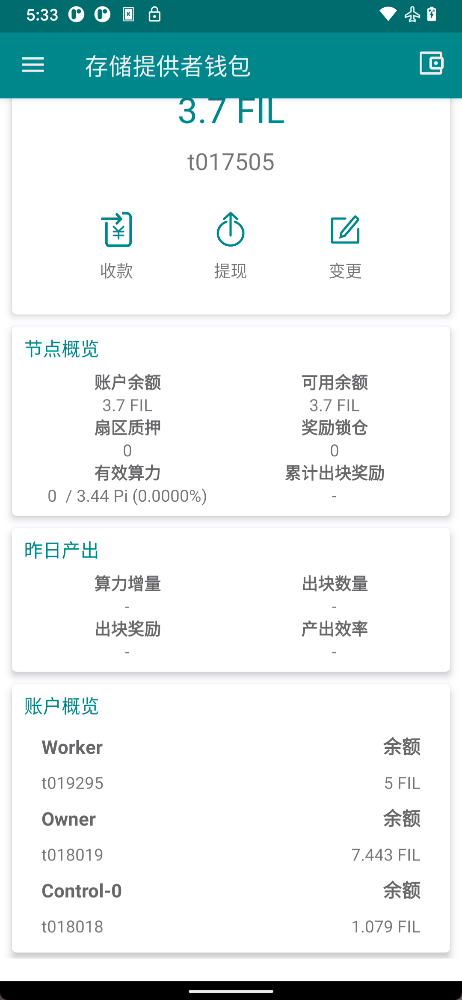 5:33
存储提供者钱包
3.7 FIL
t017505
收款 提现 变更
节点概览
账户余额 可用余额
3.7 FIL 3.7 FIL
扇区质押 奖励锁仓
0 0
有效算力 累计出块奖励
0 / 3.44 Pi (0.0000%) -
昨日产出
算力增量 出块数量
- -
出块奖励 产出效率
- -
账户概览
Worker 余额
t019295 5 FIL
Owner 余额
t018019 7.443 FIL
Control-0 余额
t018018 1.079 FIL